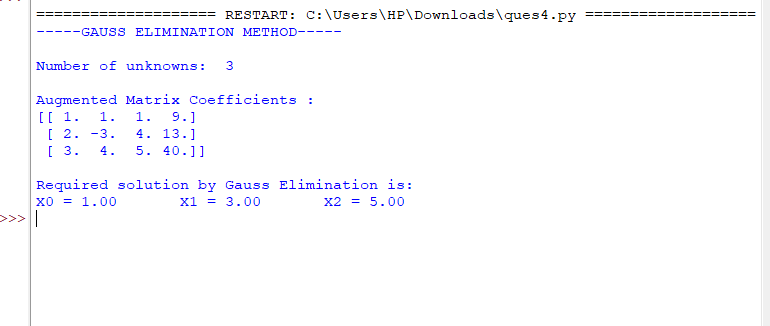 ==================== RESTART: C:\Users\HP\Downloads\ques4.py ===================
-----GAUSS ELIMINATION METHOD-----
Number of unknowns:  3
Augmented Matrix Coefficients :
[[ 1.  1.  1.  9.]
 [ 2. -3.  4. 13.]
 [ 3.  4.  5. 40.]]
Required solution by Gauss Elimination is:
X0 = 1.00       X1 = 3.00       X2 = 5.00
>>>